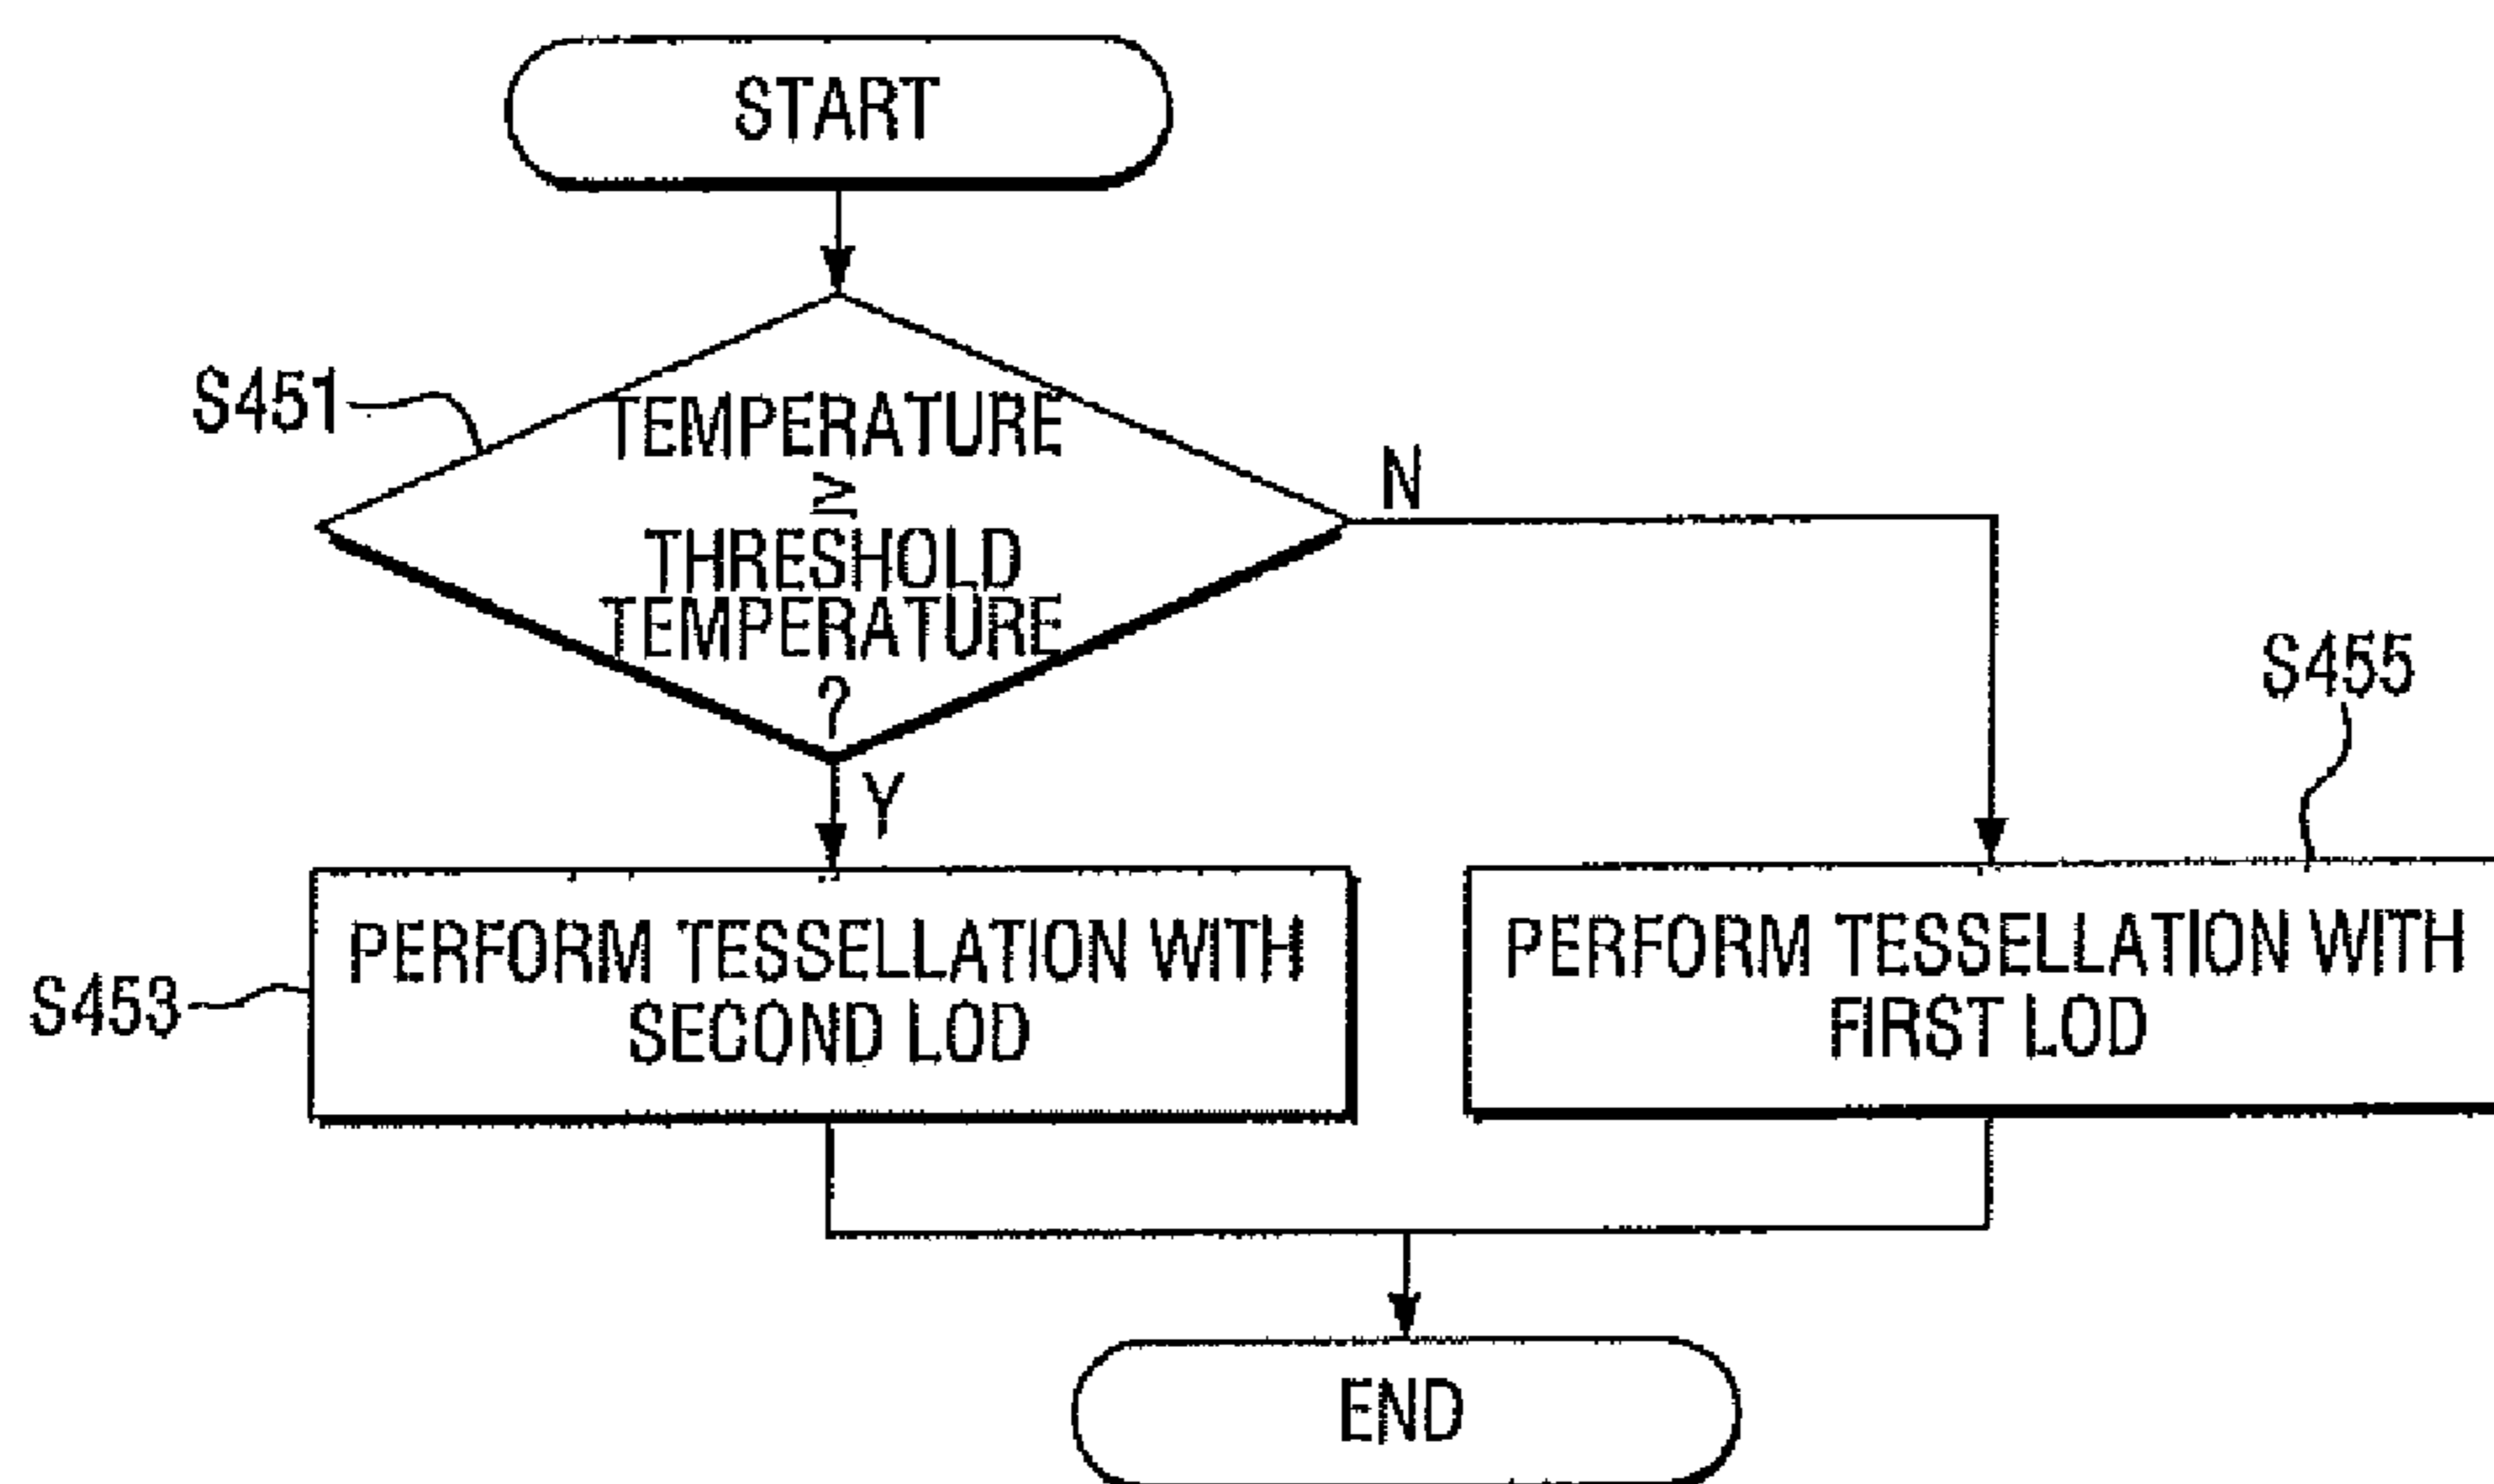 START
S451
TEMPERATURE
≥
THRESHOLD
TEMPERATURE
?
N
Y
S455
S453
PERFORM TESSELLATION WITH
SECOND LOD
PERFORM TESSELLATION WITH
FIRST LOD
END